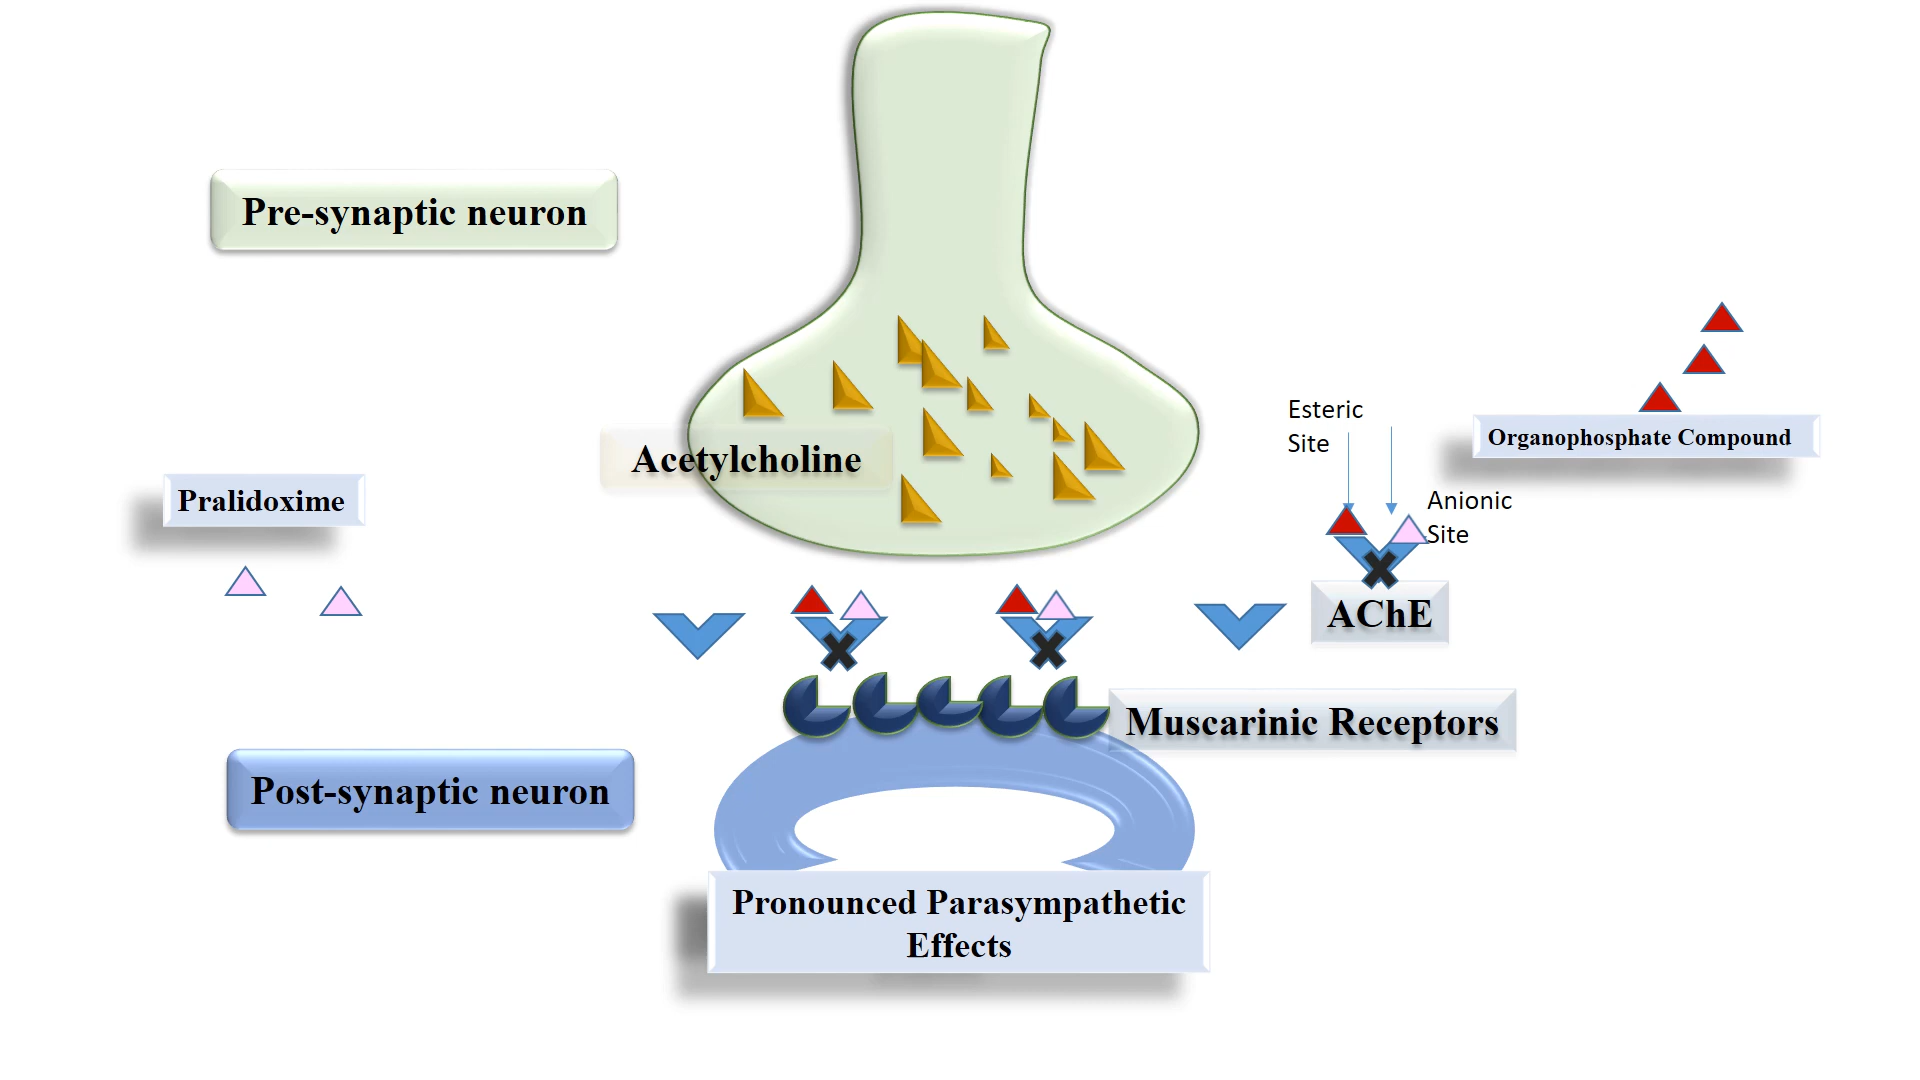 Pre-synaptic neuron
Acetylcholine
Pralidoxime
Esteric
Site
Organophosphate Compound
Anionic
Site
AChE
Muscarinic Receptors
Post-synaptic neuron
Pronounced Parasympathetic
Effects